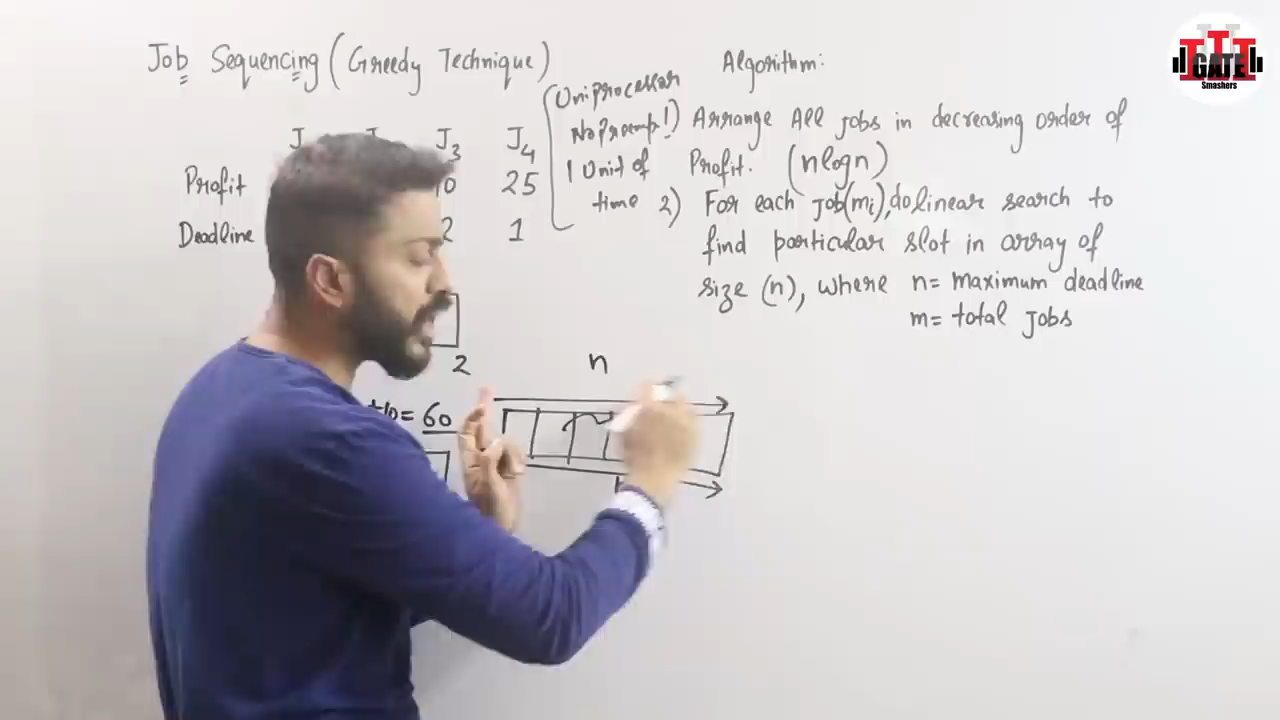 Job Sequencing (Greedy Technique)
J J J3 J4
Profit 10 25
Deadline 2 1
(Uniprocessor
No Preemp!)
1 Unit of
time
Algorithm:
1) Arrange All jobs in decreasing order of
Profit. (nlogn)
2) For each job(mi), do linear search to
find particular slot in array of
size (n), where n= maximum deadline
m= total jobs
2
n
= 60
GATE
Smashers